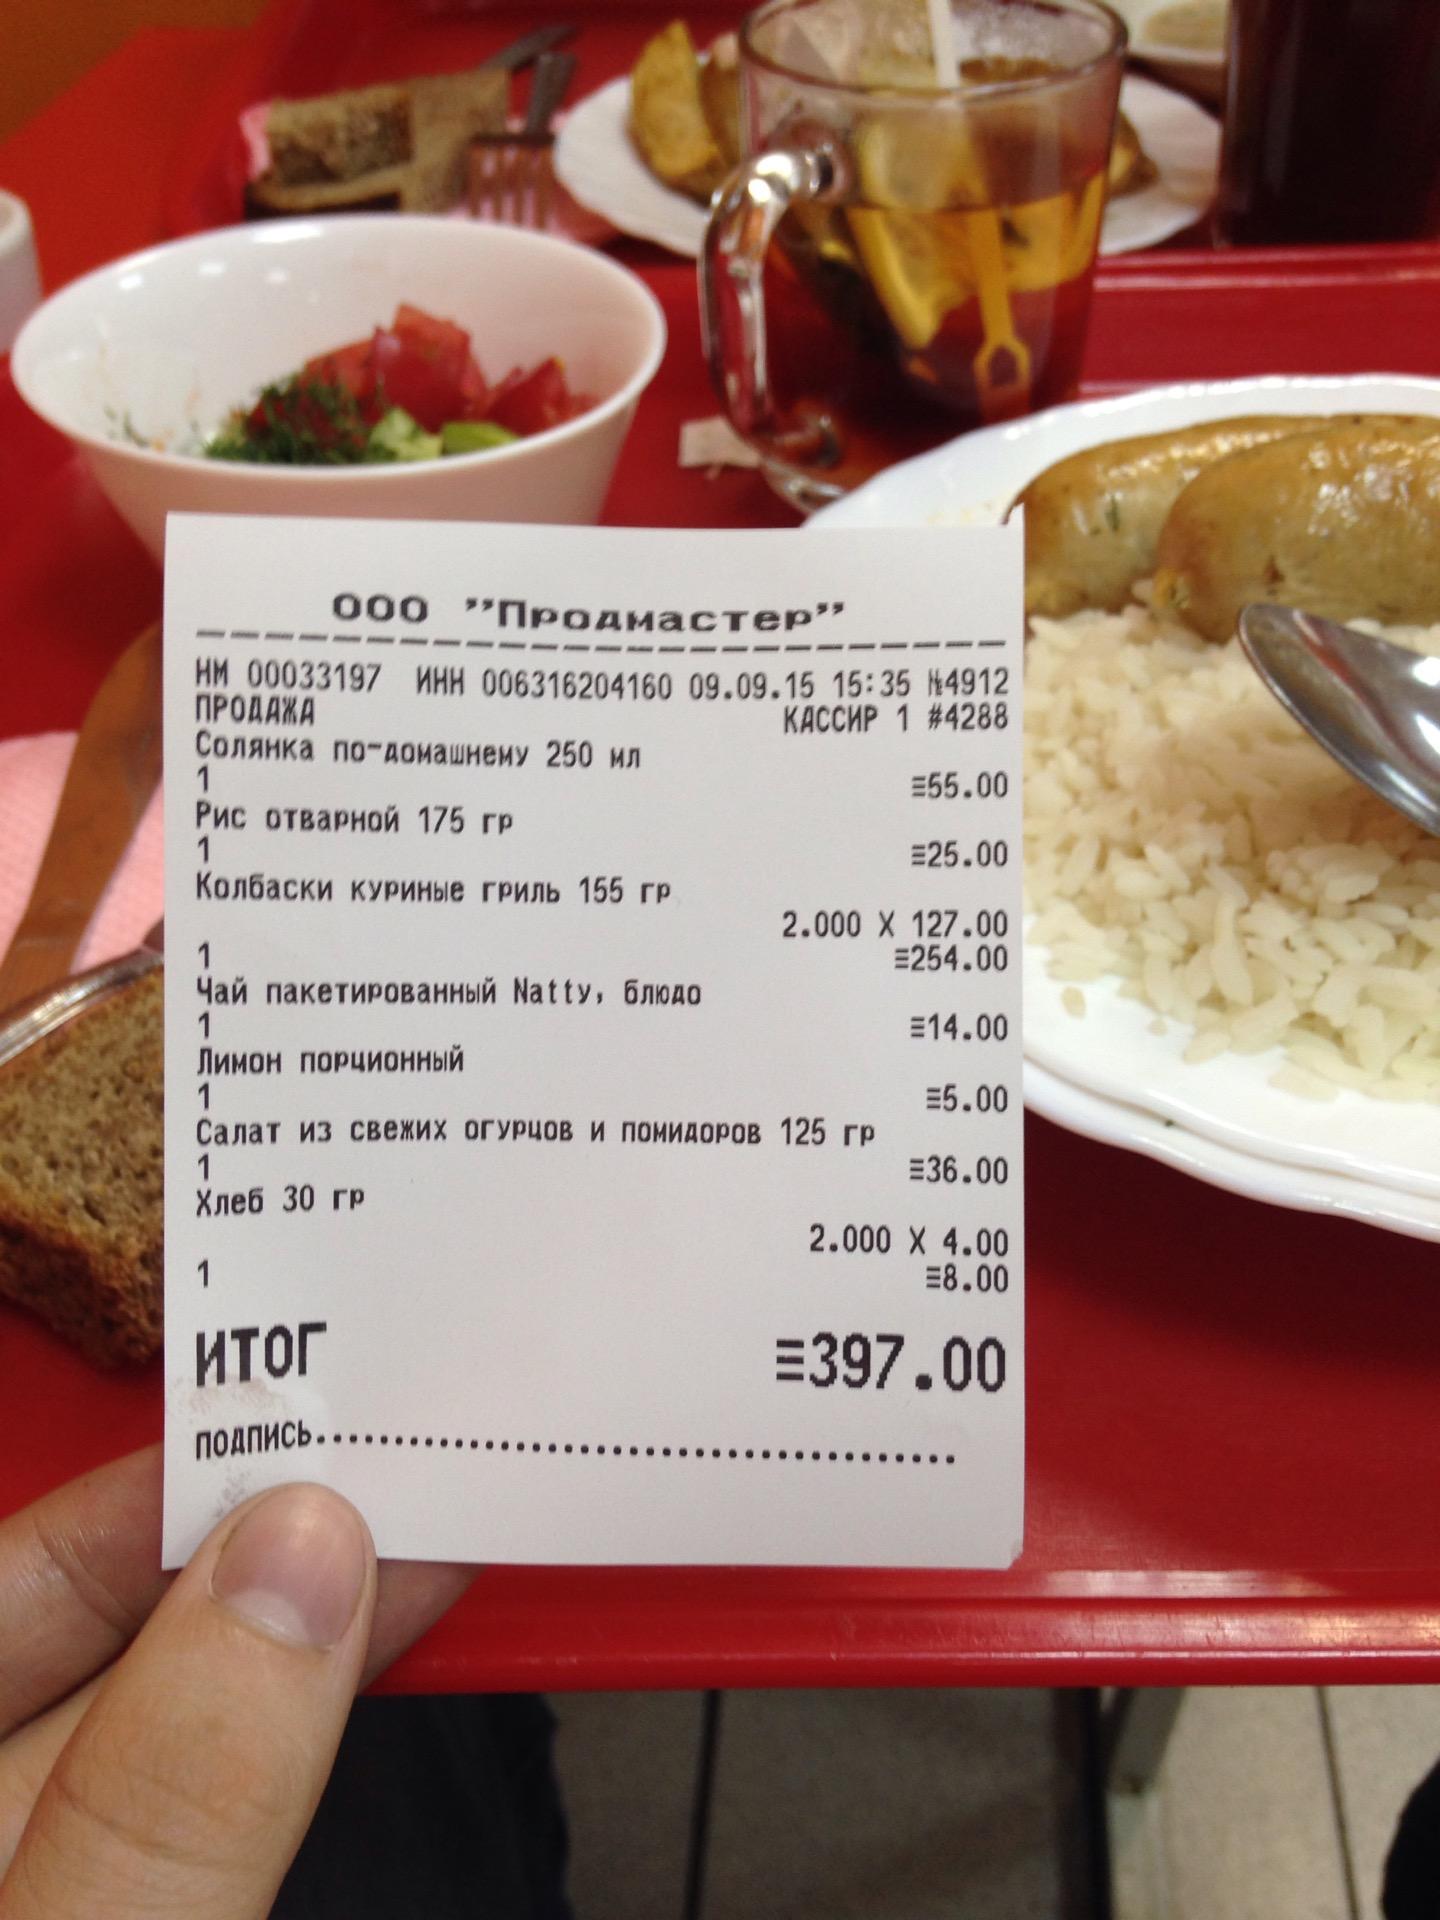 ООО "Продмастер"
НМ 00033197 ИНН 006316204160 09.09.15 15:35 №4912
ПРОДАЖА КАССИР 1 #4288
Солянка по-домашнему 250 мл
1 ≡55.00
Рис отварной 175 гр
1 ≡25.00
Колбаски куриные гриль 155 гр
2.000 X 127.00
1 ≡254.00
Чай пакетированный Natty, блюдо
1 ≡14.00
Лимон порционный
1 ≡5.00
Салат из свежих огурцов и помидоров 125 гр
1 ≡36.00
Хлеб 30 гр
2.000 X 4.00
1 ≡8.00
ИТОГ ≡397.00
ПОДПИСЬ.....................................